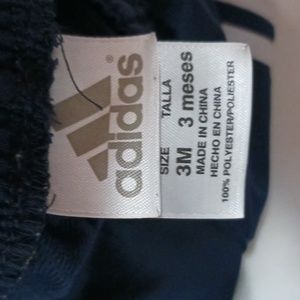 adidas®
SIZE TALLA
3M 3 meses
MADE IN CHINA
HECHO EN CHINA
100% POLYESTER/POLIESTER